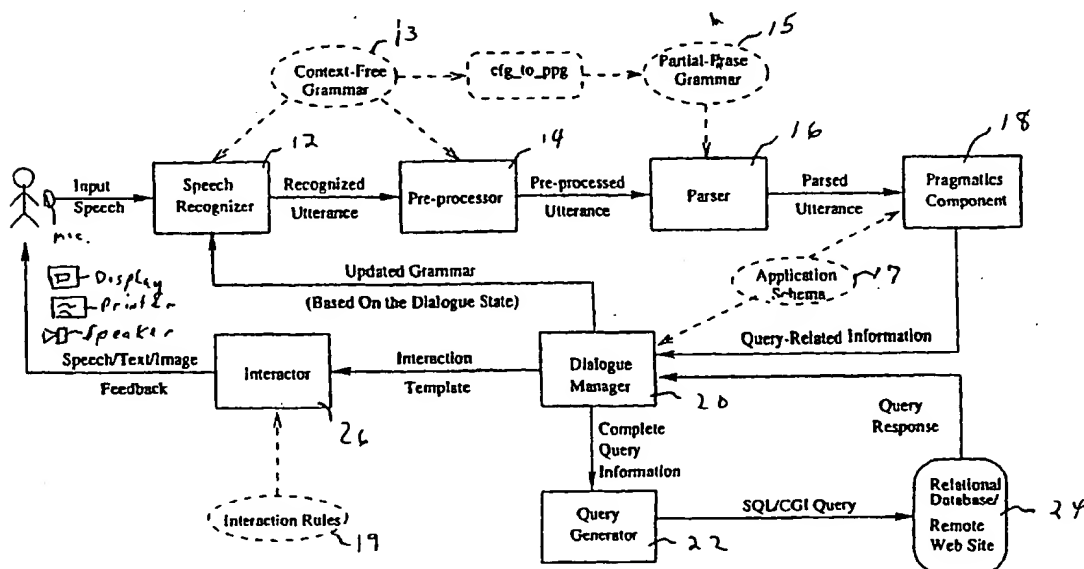 13
15
Context-Free
Grammar
cfg_to_ppg
Partial-Phrase
Grammar
12
14
16
18
Input
Speech
Speech
Recognizer
Recognized
Utterance
Pre-processor
Pre-processed
Utterance
Parser
Parsed
Utterance
Pragmatics
Component
mic.
Display
Printer
Speaker
Updated Grammar
(Based On the Dialogue State)
Application
Schema
17
Query-Related Information
Speech/Text/Image
Feedback
Interactor
26
Interaction
Template
Dialogue
Manager
20
Query
Response
Complete
Query
Information
Interaction Rules
19
Query
Generator
22
SQL/CGI Query
Relational
Database/
Remote
Web Site
24